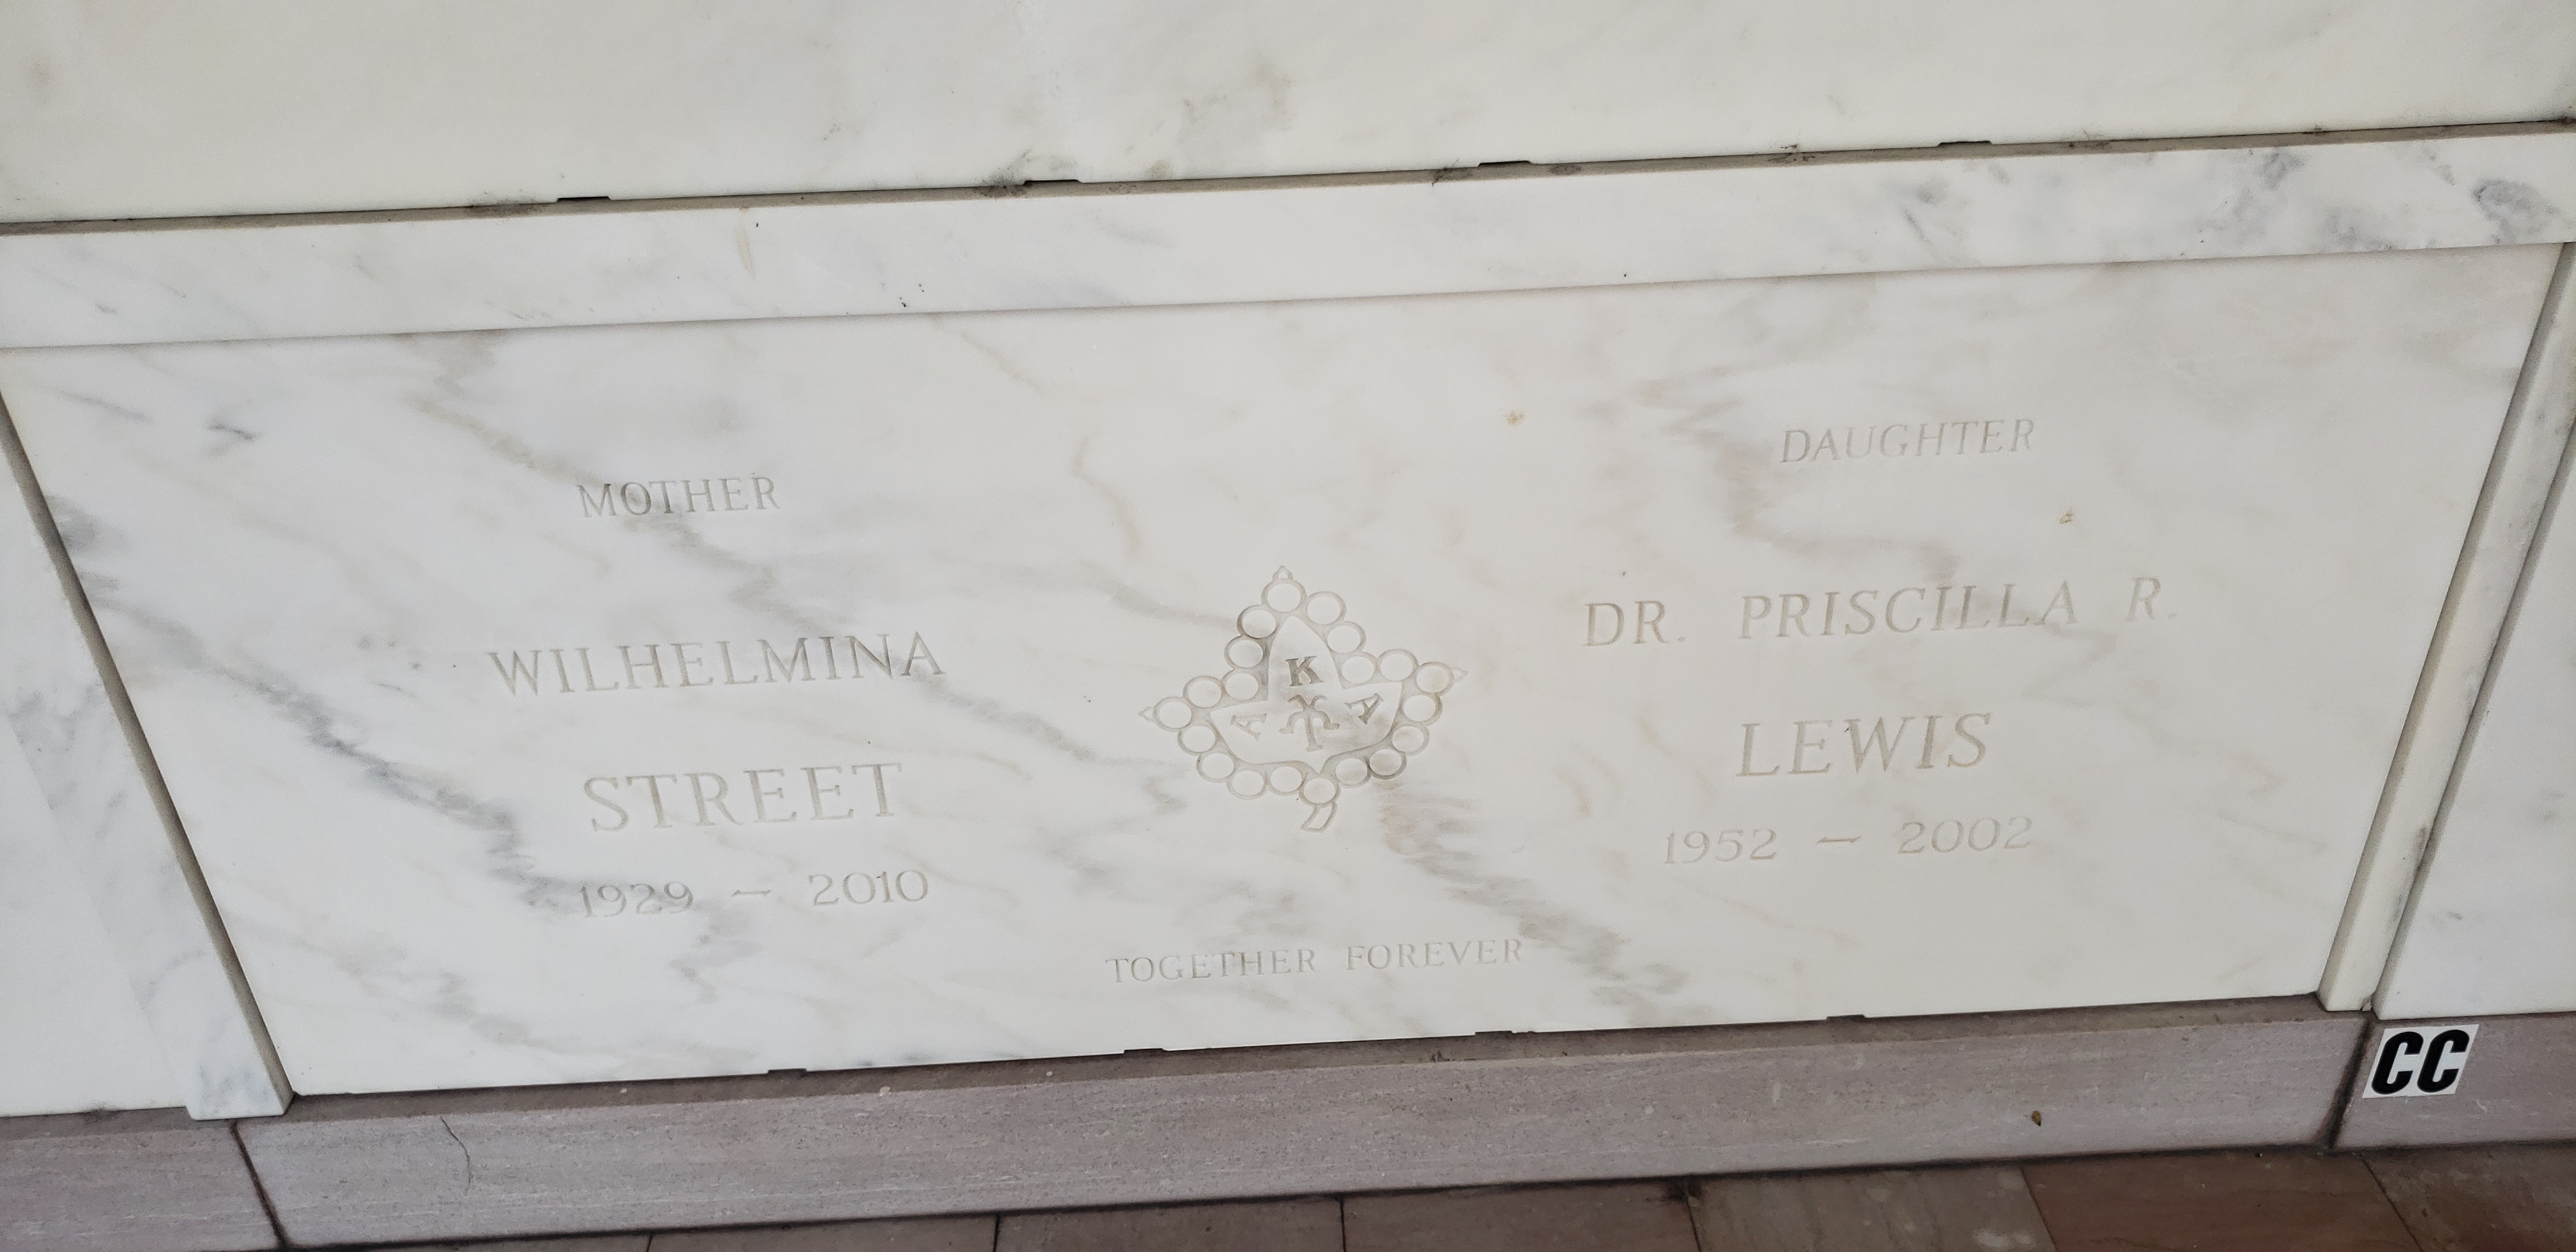 MOTHER
WILHELMINA
STREET
1929 — 2010
K
A A
DAUGHTER
DR. PRISCILLA R.
LEWIS
1952 — 2002
TOGETHER FOREVER
CC